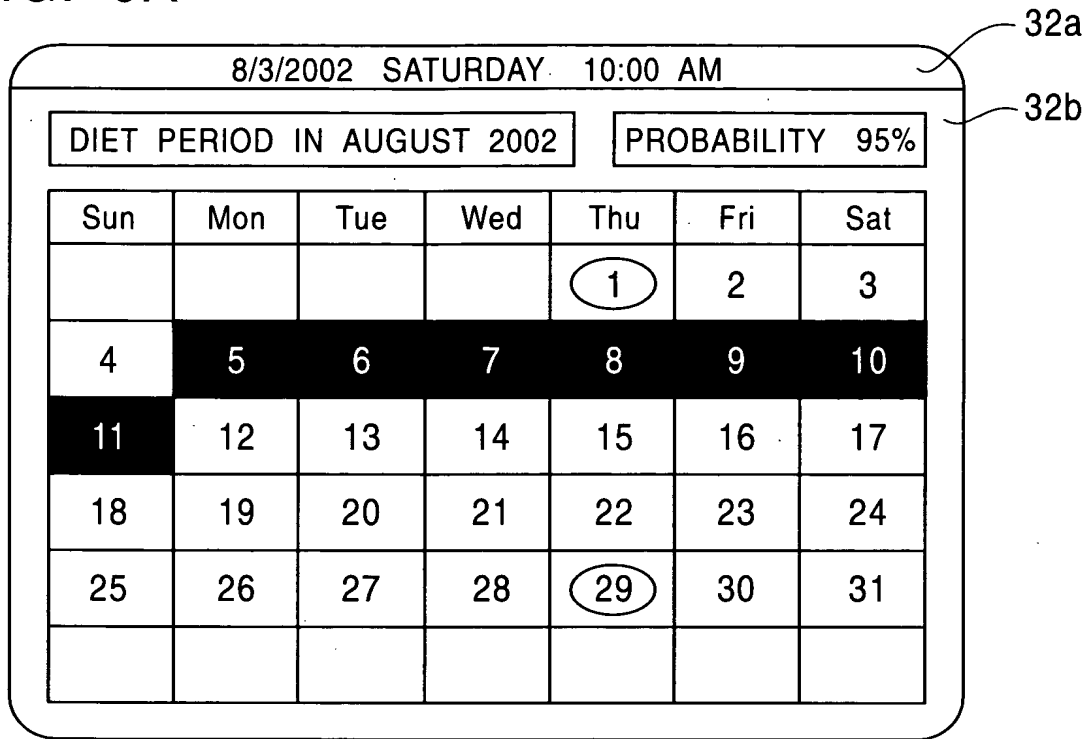 32a
8/3/2002 SATURDAY 10:00 AM
32b
DIET PERIOD IN AUGUST 2002 PROBABILITY 95%
Sun Mon Tue Wed Thu Fri Sat
1 2 3
4 5 6 7 8 9 10
11 12 13 14 15 16 17
18 19 20 21 22 23 24
25 26 27 28 29 30 31